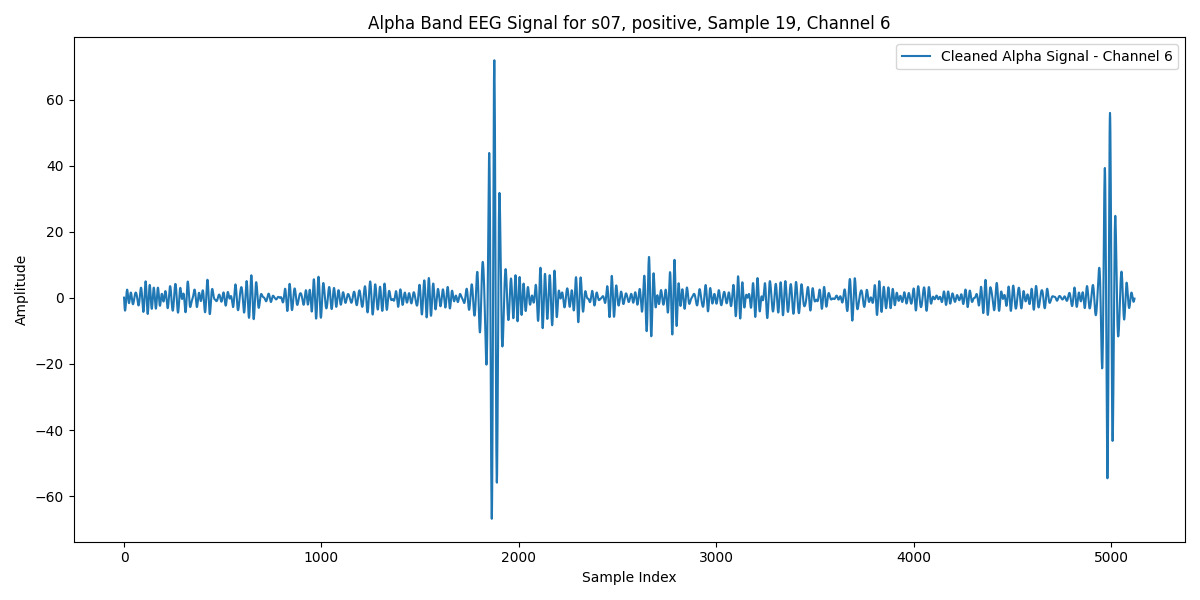 Alpha Band EEG Signal for s07, positive, Sample 19, Channel 6
Cleaned Alpha Signal - Channel 6
Amplitude
60
40
20
0
−20
−40
−60
0 1000 2000 3000 4000 5000
Sample Index